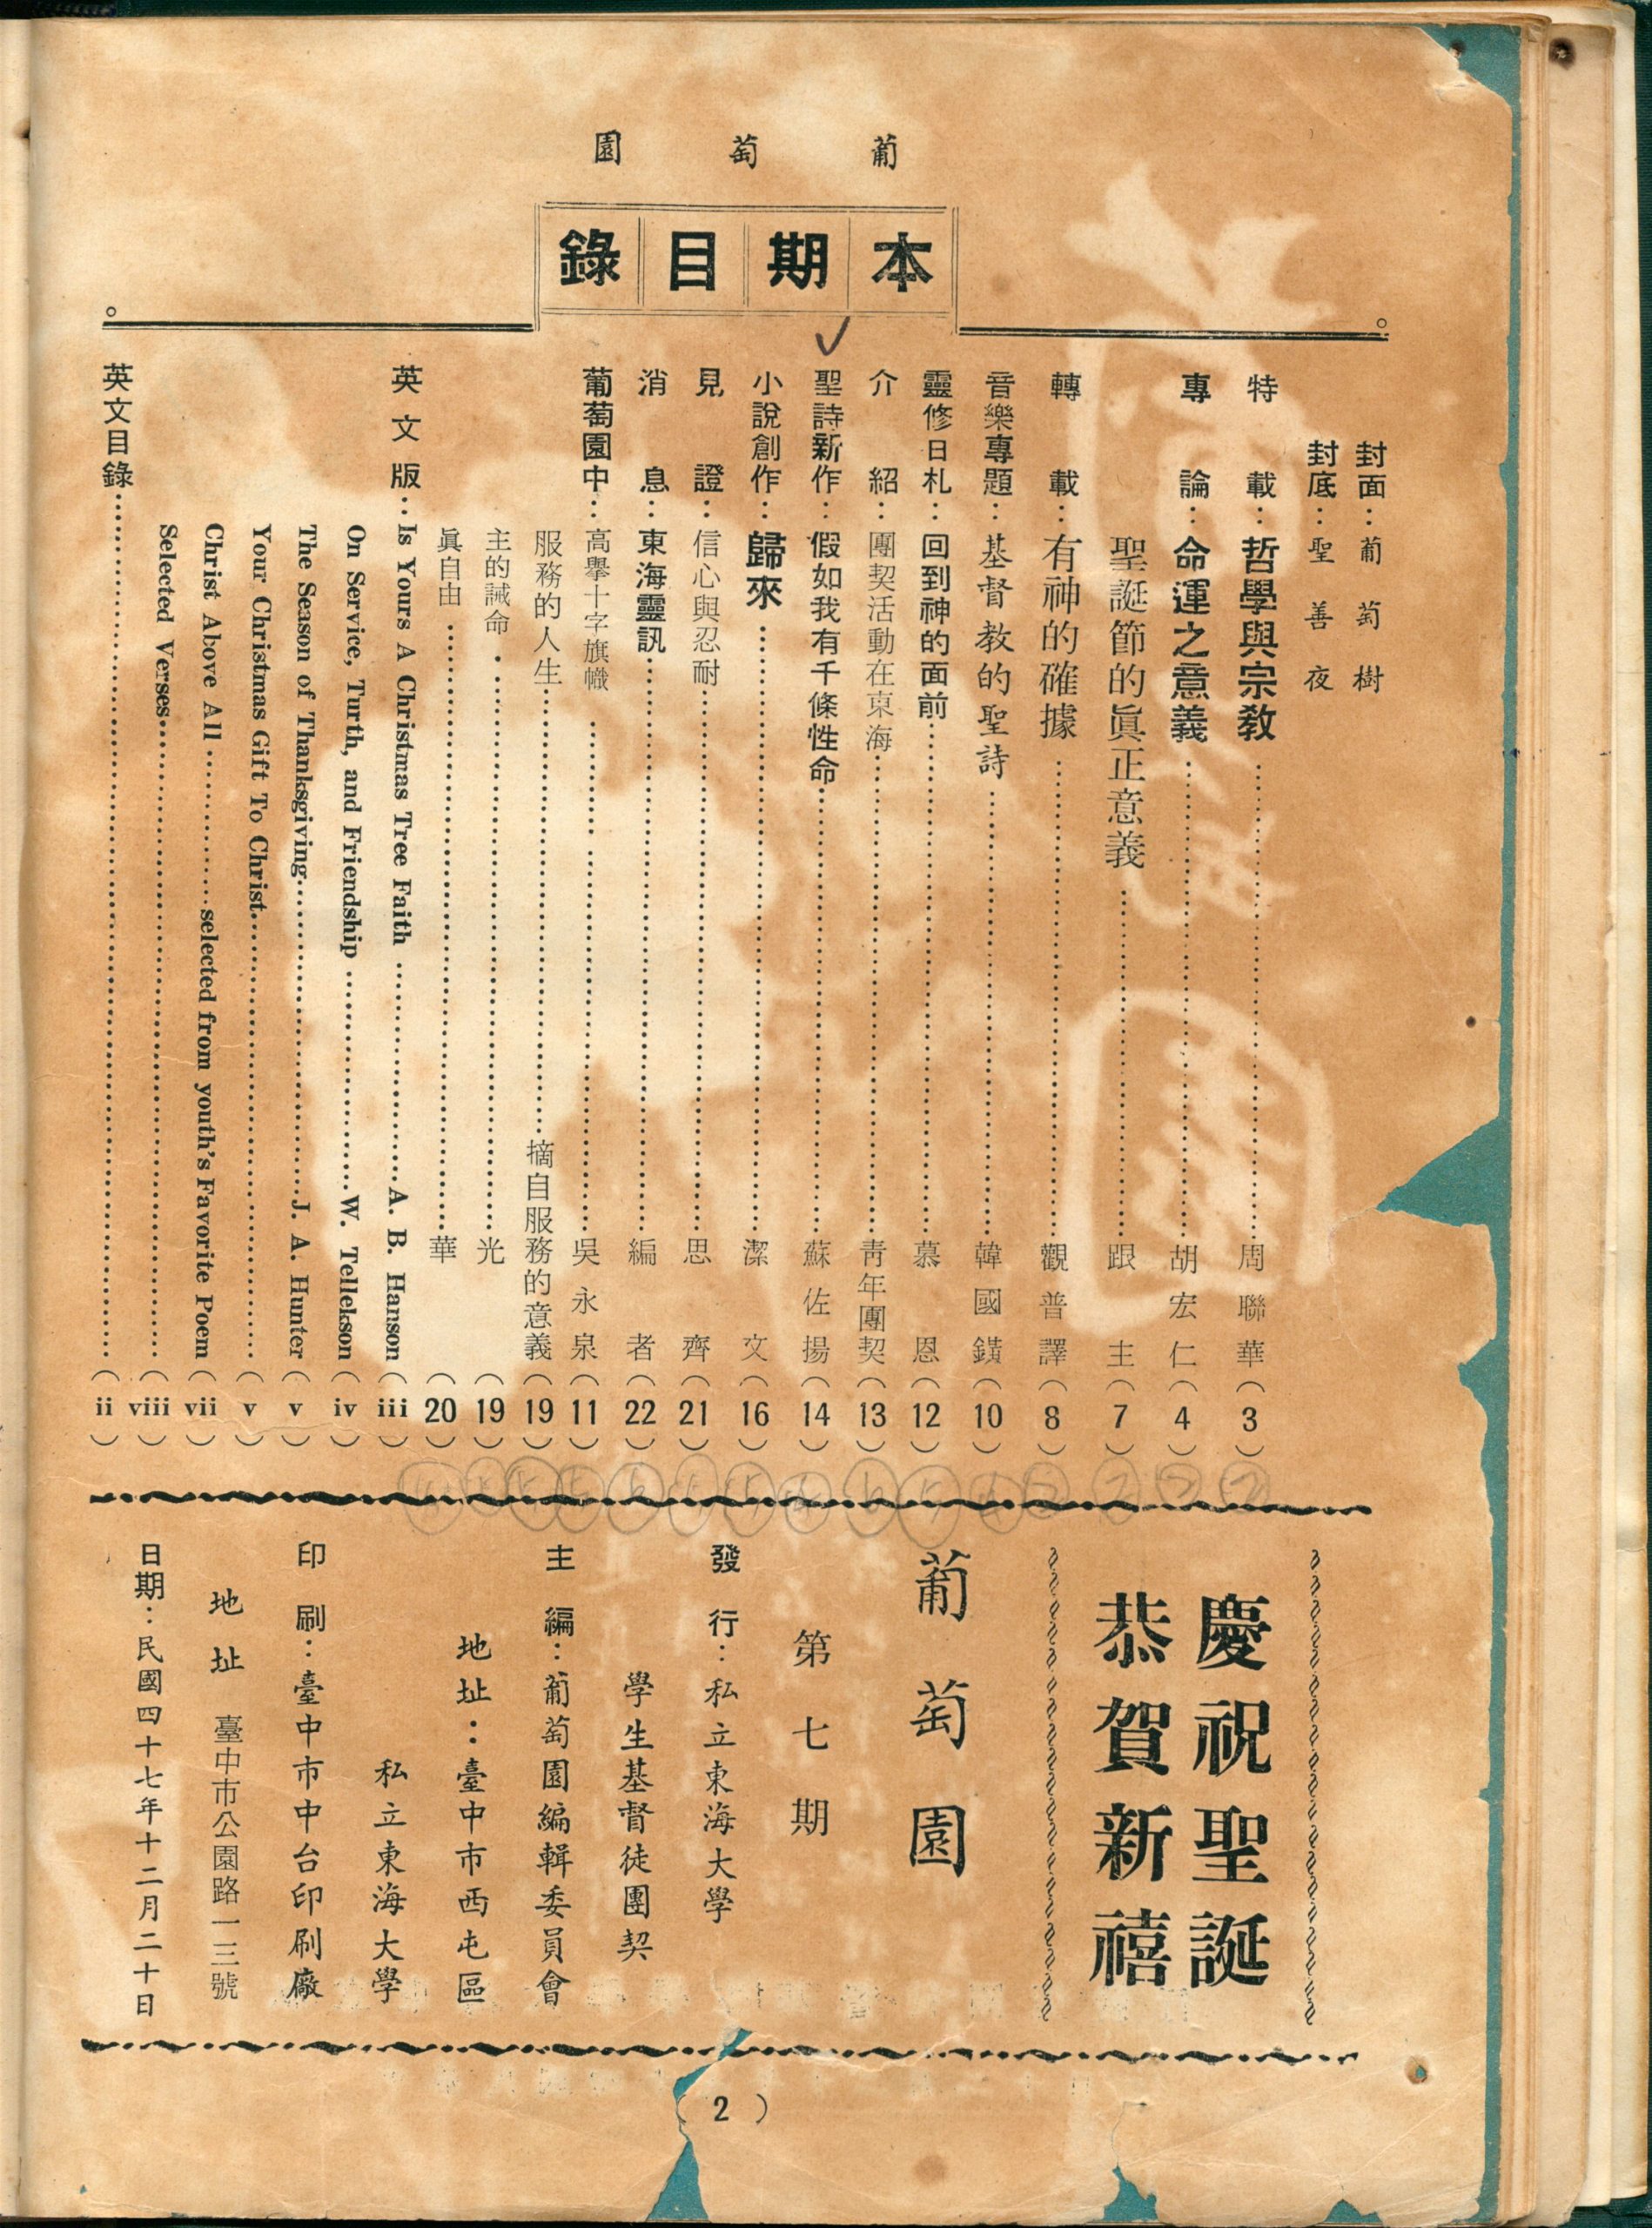 葡萄園
本期目錄
封面：葡萄樹
封底：聖善夜
特載：哲學與宗教……周聯華（3）
專論：命運之意義……胡宏仁（4）
聖誕節的眞正意義……跟主（7）
轉載：有神的確據……觀普譯（8）
音樂專題：基督教的聖詩……韓國鐄（10）
靈修日札：回到神的面前……慕恩（12）
介紹：團契活動在東海……靑年團契（13）
聖詩新作：假如我有千條性命……蘇佐揚（14）
小說創作：歸來……潔文（16）
見證：信心與忍耐……思齊（21）
消息：東海靈訊……編者（22）
葡萄園中：高擧十字旗幟……吳永泉（11）
服務的人生……摘自服務的意義（19）
主的誡命……光（19）
眞自由……華（20）
英文版：Is Yours A Christmas Tree Faith……A. B. Hanson（iii）
On Service, Turth, and Friendship……W. Tellekson（iv）
The Season of Thanksgiving……J. A. Hunter（v）
Your Christmas Gift To Christ……（v）
Christ Above All……selected from youth's Favorite Poem（vii）
Selected Verses……（viii）
英文目錄……（ii）
慶祝聖誕
恭賀新禧
葡萄園
第七期
發行：私立東海大學
學生基督徒團契
主編：葡萄園編輯委員會
地址：臺中市西屯區
私立東海大學
印刷：臺中市中台印刷廠
地址　臺中市公園路一三號
日期：民國四十七年十二月二十日
（2）